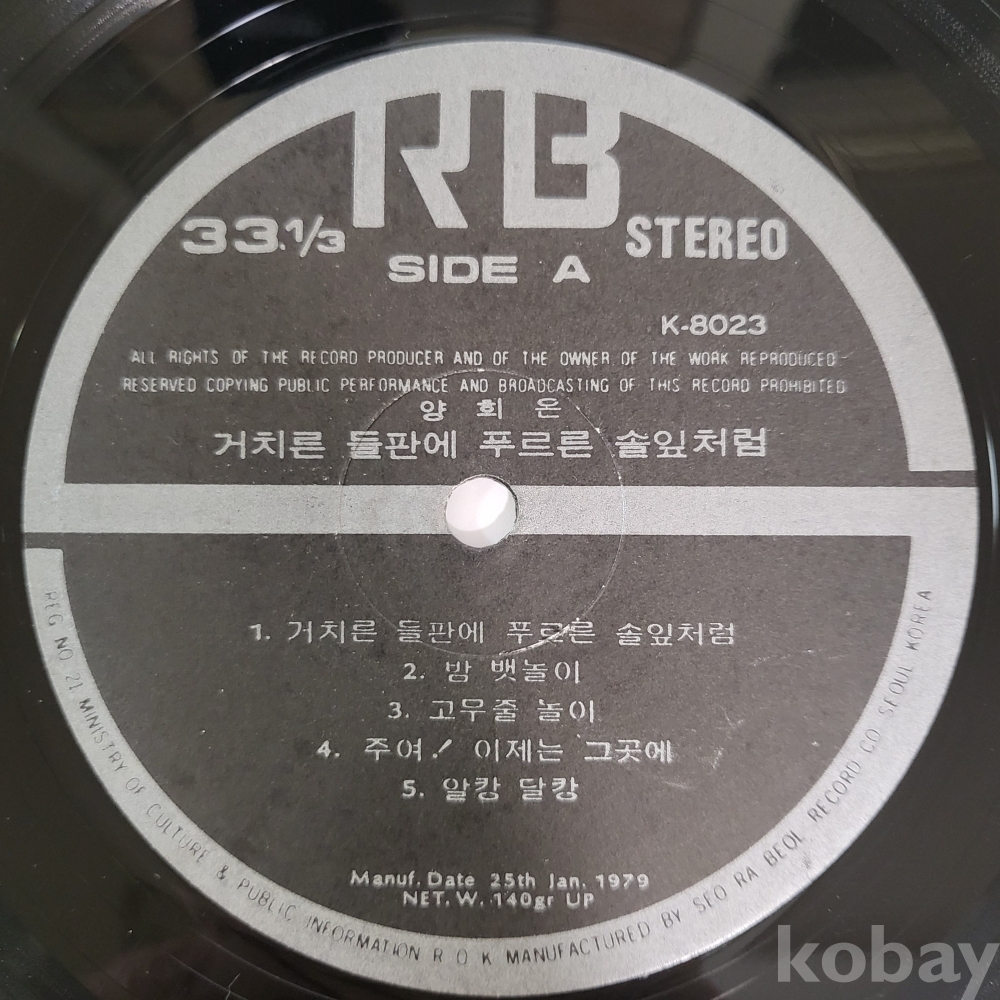 RB
33.1/3
STEREO
SIDE A
K-8023
ALL RIGHTS OF THE RECORD PRODUCER AND OF THE OWNER OF THE WORK REPRODUCED
RESERVED COPYING PUBLIC PERFORMANCE AND BROADCASTING OF THIS RECORD PROHIBITED
양 희 은
거치른 들판에 푸르른 솔잎처럼
1. 거치른 들판에 푸르른 솔잎처럼
2. 밤 뱃놀이
3. 고무줄 놀이
4. 주여! 이제는 그곳에
5. 알캉 달캉
Manuf. Date 25th Jan. 1979
NET. W. 140gr UP
REG NO. 21 MINISTRY OF CULTURE & PUBLIC INFORMATION R O K MANUFACTURED BY SEO RA BEOL RECORD CO SEOUL KOREA
kobay